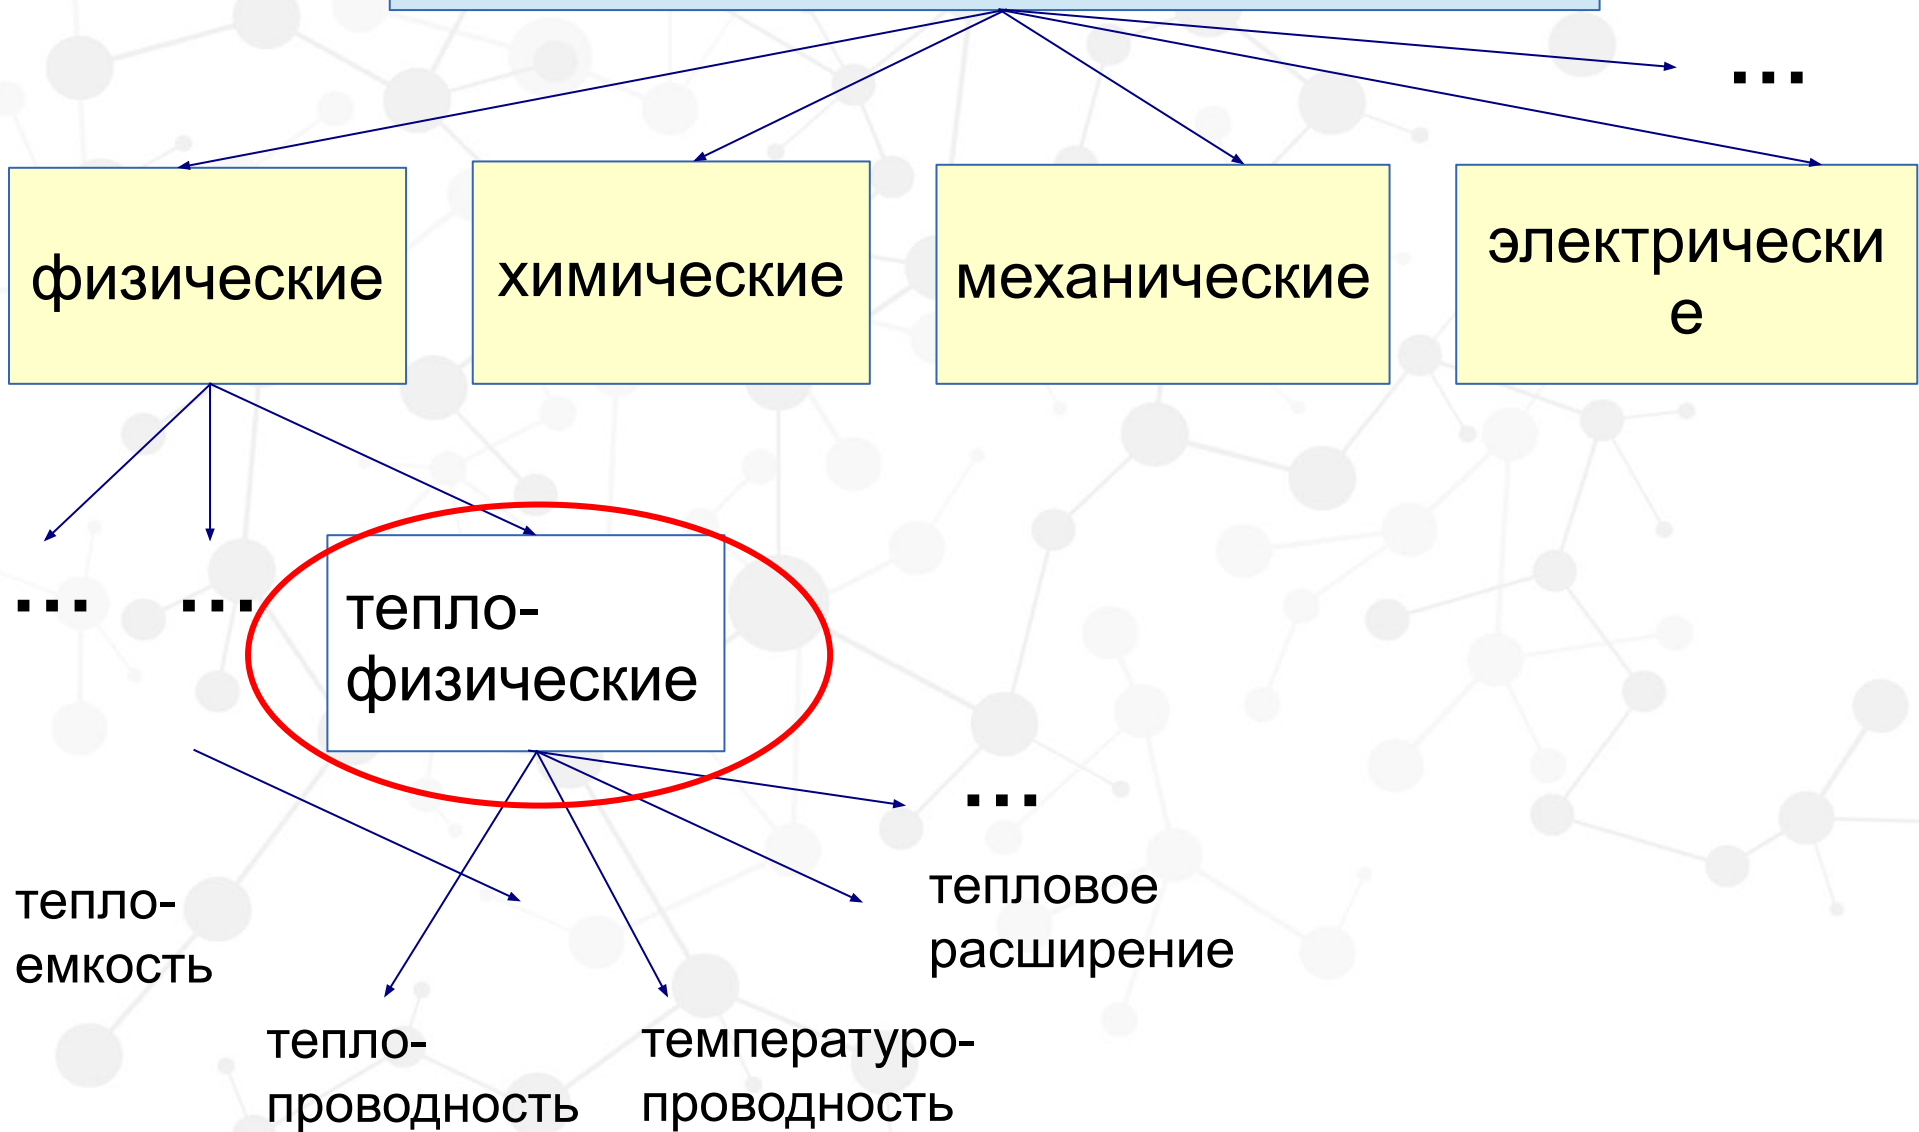 ...
физические
химические
механические
электрически
е
...
...
тепло-
физические
...
тепло-
емкость
тепловое
расширение
тепло-
проводность
температуро-
проводность